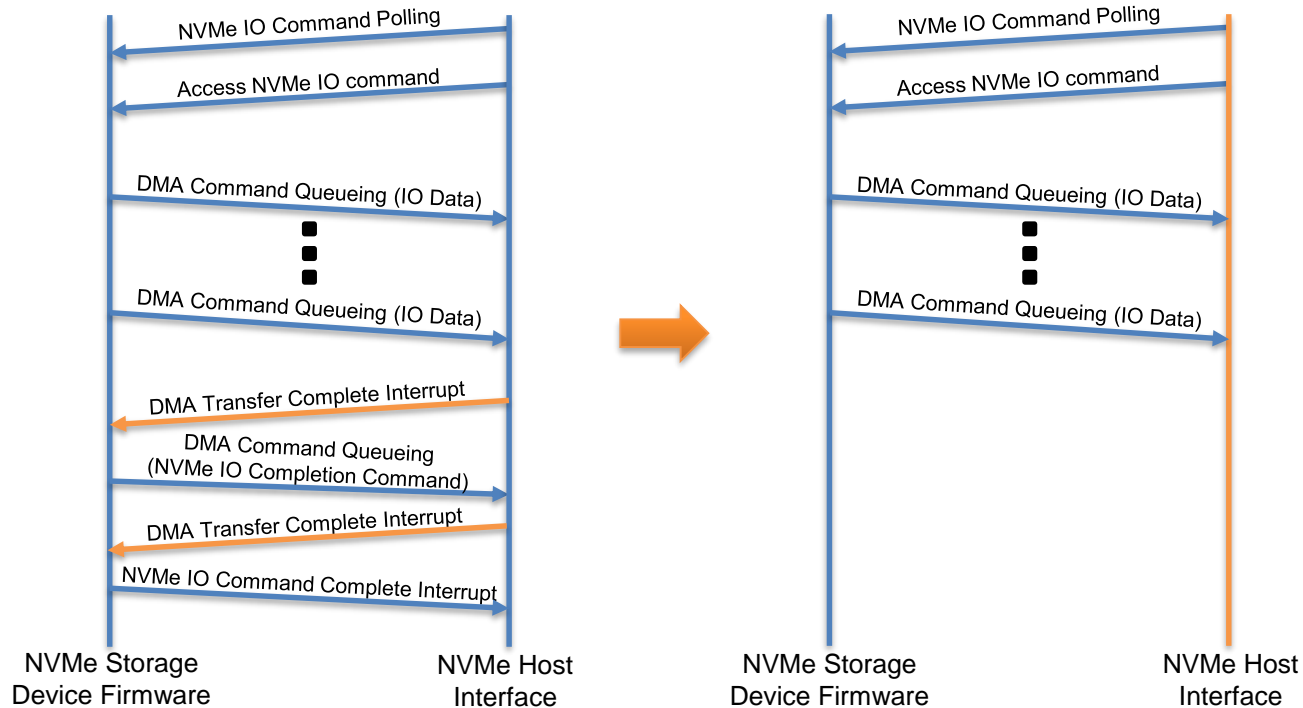 NVMe IO Command Polling
Access NVMe IO command
DMA Command Queueing (IO Data)
DMA Command Queueing (IO Data)
DMA Transfer Complete Interrupt
DMA Command Queueing
(NVMe IO Completion Command)
DMA Transfer Complete Interrupt
NVMe IO Command Complete Interrupt
NVMe Storage
Device Firmware
NVMe Host
Interface
NVMe IO Command Polling
Access NVMe IO command
DMA Command Queueing (IO Data)
DMA Command Queueing (IO Data)
NVMe Storage
Device Firmware
NVMe Host
Interface